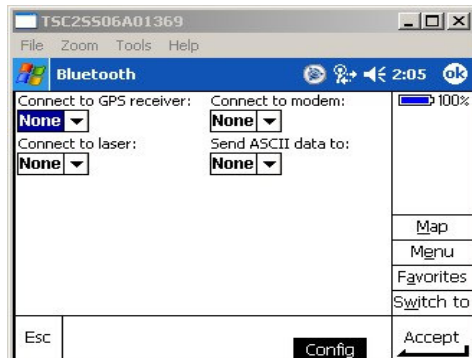 TSC2SS06A01369
File Zoom Tools Help
Bluetooth 2:05 ok
Connect to GPS receiver: Connect to modem:
None None
100%
Connect to laser: Send ASCII data to:
None None
Map
Menu
Favorites
Switch to
Esc Config Accept